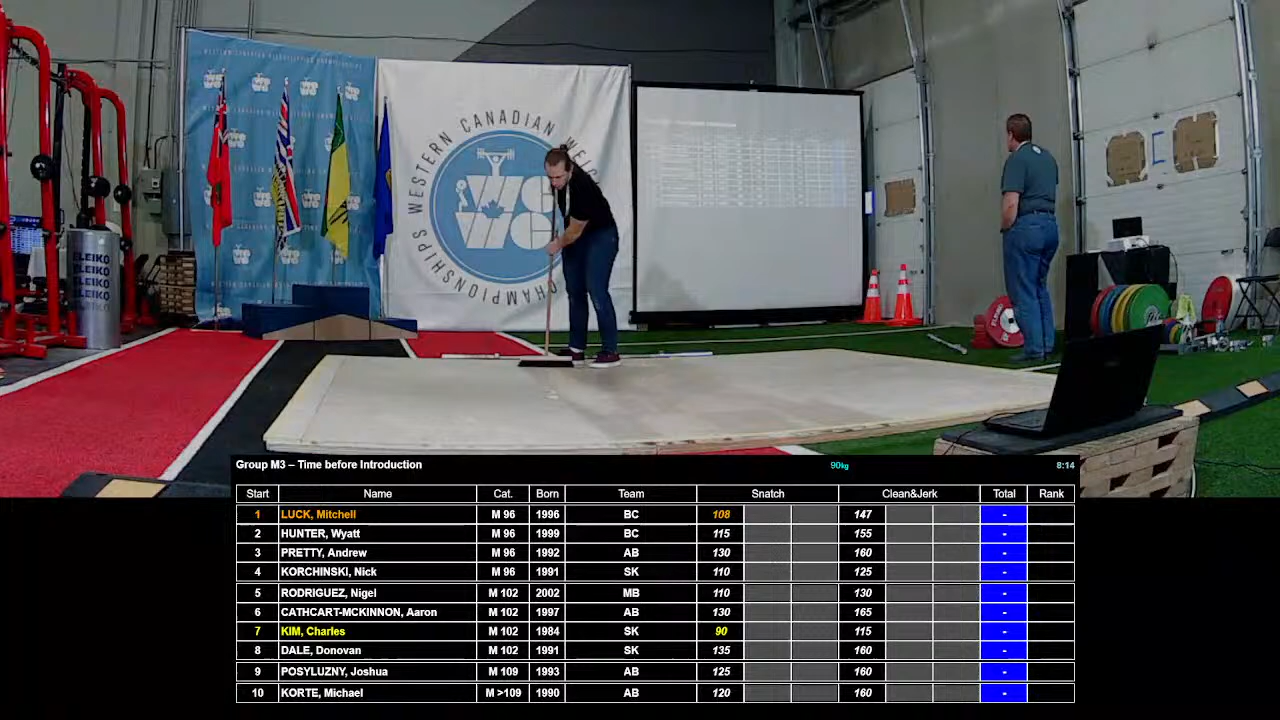 WESTERN CANADIAN WEIG
CHAMPIONSHIPS
WC
WC
ELEIKO
ELEIKO
ELEIKO
ELEIKO
Group M3 – Time before Introduction 90kg 8:14
Start Name Cat. Born Team Snatch Clean&Jerk Total Rank
1 LUCK, Mitchell M 96 1996 BC 108 147 -
2 HUNTER, Wyatt M 96 1999 BC 115 155 -
3 PRETTY, Andrew M 96 1992 AB 130 160 -
4 KORCHINSKI, Nick M 96 1991 SK 110 125 -
5 RODRIGUEZ, Nigel M 102 2002 MB 110 130 -
6 CATHCART-MCKINNON, Aaron M 102 1997 AB 130 165 -
7 KIM, Charles M 102 1984 SK 90 115 -
8 DALE, Donovan M 102 1991 SK 135 160 -
9 POSYLUZNY, Joshua M 109 1993 AB 125 160 -
10 KORTE, Michael M >109 1990 AB 120 160 -